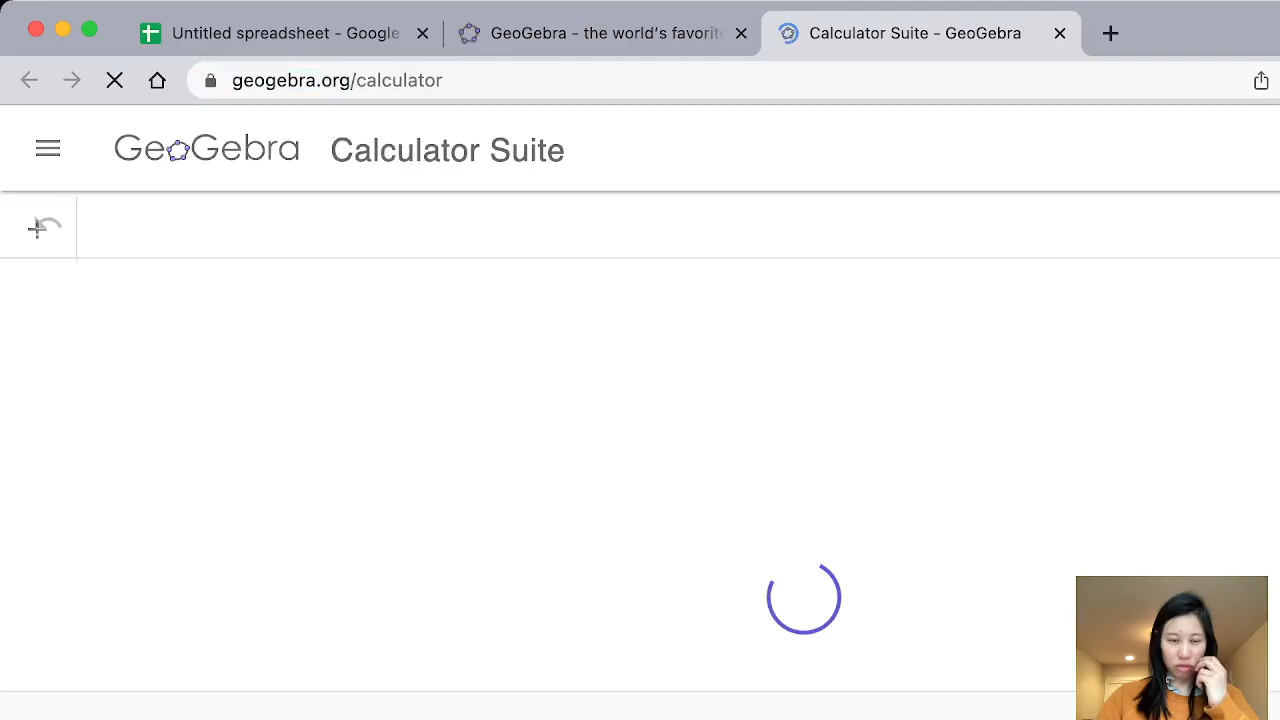 Untitled spreadsheet - Google
GeoGebra - the world's favorit
Calculator Suite - GeoGebra
geogebra.org/calculator
GeoGebra
Calculator Suite